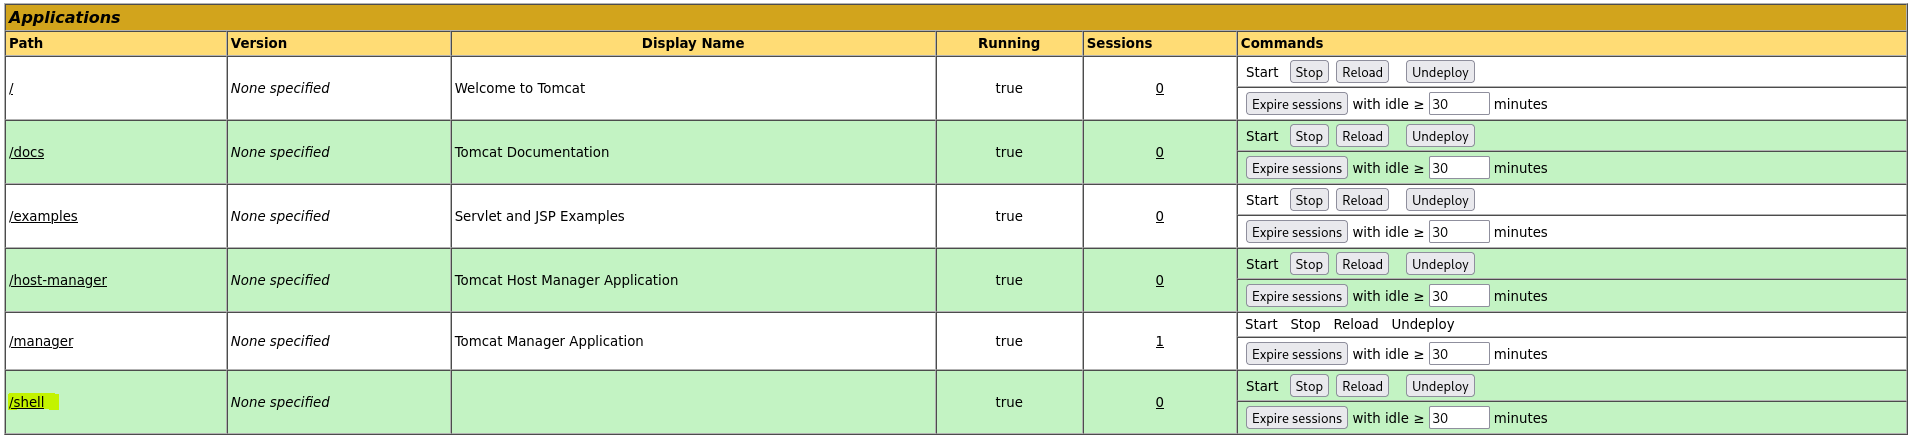 Applications
Path Version Display Name Running Sessions Commands
/ None specified Welcome to Tomcat true 0 Start Stop Reload Undeploy
Expire sessions with idle ≥ 30 minutes
/docs None specified Tomcat Documentation true 0 Start Stop Reload Undeploy
Expire sessions with idle ≥ 30 minutes
/examples None specified Servlet and JSP Examples true 0 Start Stop Reload Undeploy
Expire sessions with idle ≥ 30 minutes
/host-manager None specified Tomcat Host Manager Application true 0 Start Stop Reload Undeploy
Expire sessions with idle ≥ 30 minutes
/manager None specified Tomcat Manager Application true 1 Start Stop Reload Undeploy
Expire sessions with idle ≥ 30 minutes
/shell None specified true 0 Start Stop Reload Undeploy
Expire sessions with idle ≥ 30 minutes